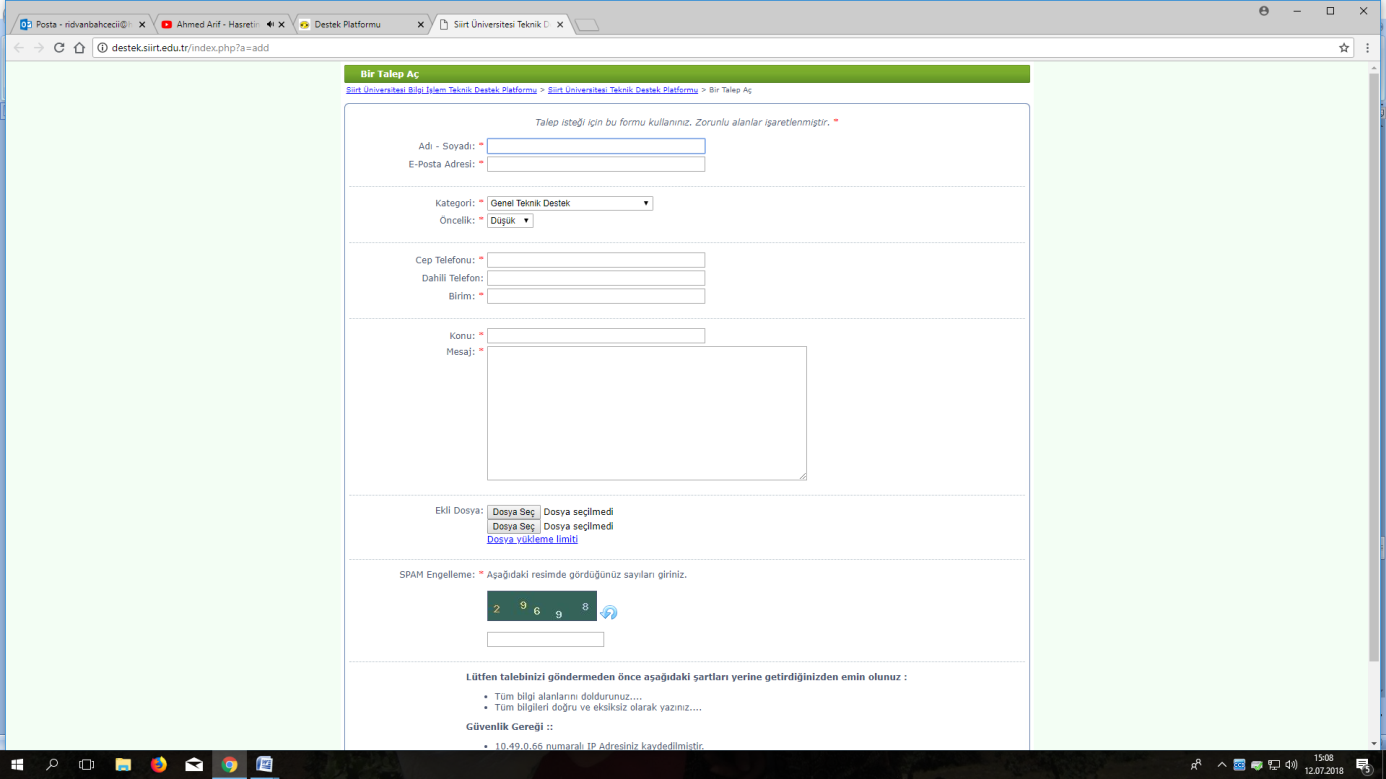 Posta - ridvanbahcecii@h
Ahmed Arif - Hasretin
Destek Platformu
Siirt Üniversitesi Teknik D
destek.siirt.edu.tr/index.php?a=add
Bir Talep Aç
Siirt Üniversitesi Bilgi İşlem Teknik Destek Platformu > Siirt Üniversitesi Teknik Destek Platformu > Bir Talep Aç
Talep isteği için bu formu kullanınız. Zorunlu alanlar işaretlenmiştir. *
Adı - Soyadı: *
E-Posta Adresi: *
Kategori: * Genel Teknik Destek
Öncelik: * Düşük
Cep Telefonu: *
Dahili Telefon:
Birim: *
Konu: *
Mesaj: *
Ekli Dosya: Dosya Seç Dosya seçilmedi
Dosya Seç Dosya seçilmedi
Dosya yükleme limiti
SPAM Engelleme: * Aşağıdaki resimde gördüğünüz sayıları giriniz.
2 9 6 9 8
Lütfen talebinizi göndermeden önce aşağıdaki şartları yerine getirdiğinizden emin olunuz :
• Tüm bilgi alanlarını doldurunuz....
• Tüm bilgileri doğru ve eksiksiz olarak yazınız....
Güvenlik Gereği ::
• 10.49.0.66 numaralı IP Adresiniz kaydedilmiştir.
15:08
12.07.2018
5